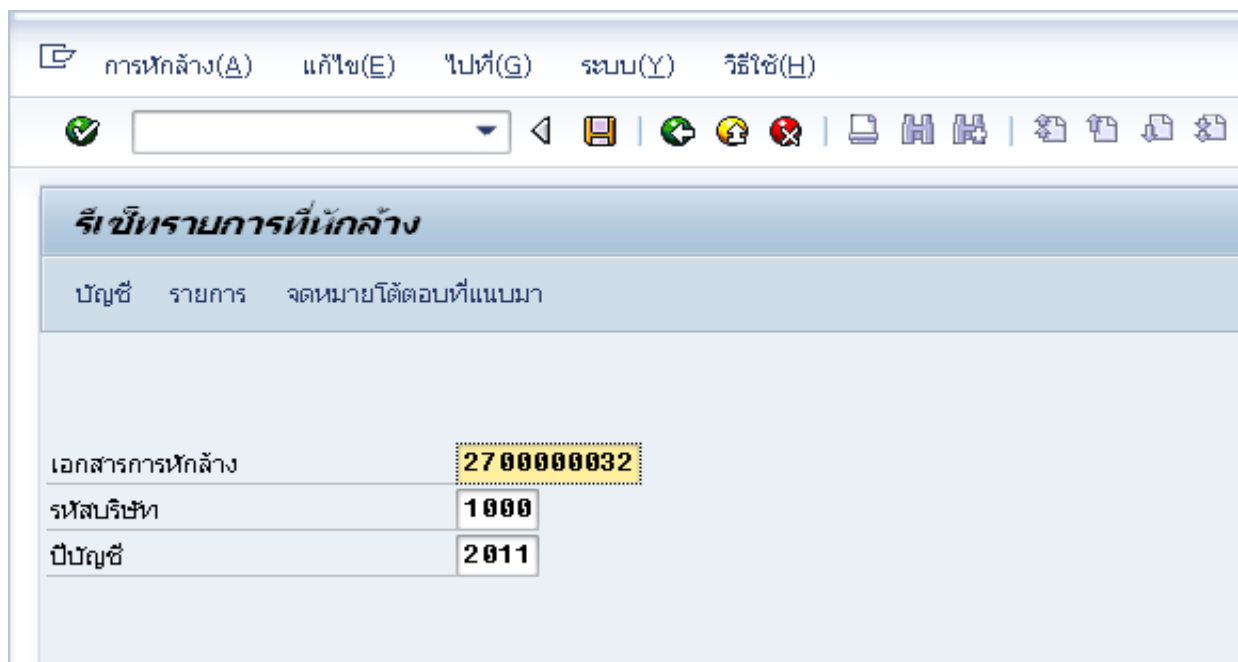 การหักล้าง(A) แก้ไข(E) ไปที่(G) ระบบ(Y) วิธีใช้(H)
รีเซ็ทรายการที่หักล้าง
บัญชี รายการ จดหมายโต้ตอบที่แนบมา
เอกสารการหักล้าง 2700000032
รหัสบริษัท 1000
ปีบัญชี 2011